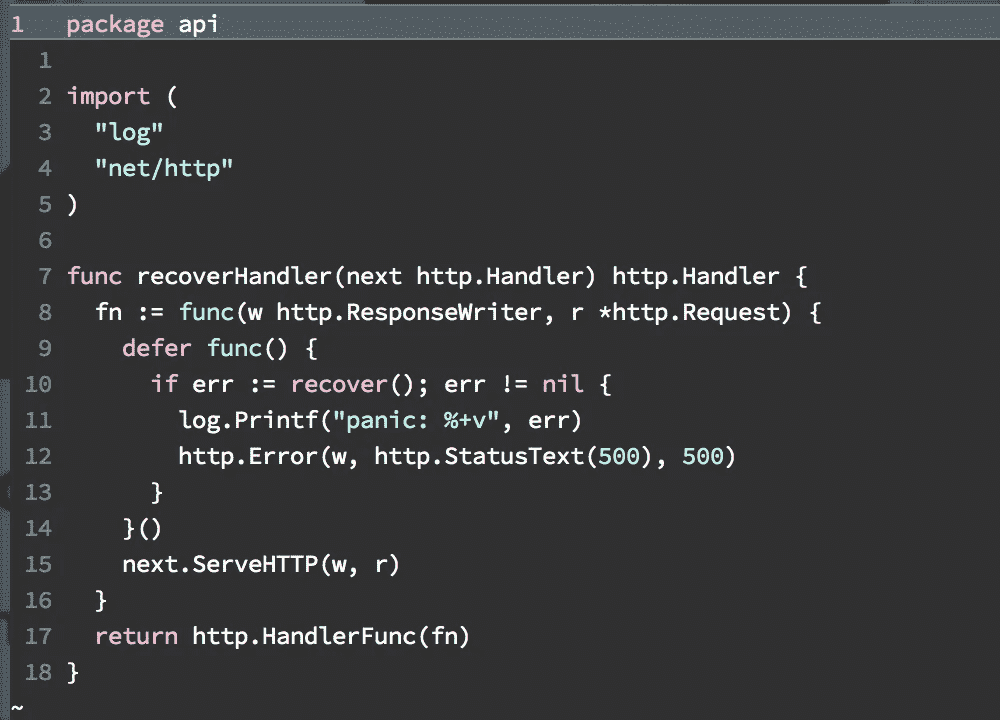 1 package api
1
2 import (
3   "log"
4   "net/http"
5 )
6
7 func recoverHandler(next http.Handler) http.Handler {
8   fn := func(w http.ResponseWriter, r *http.Request) {
9     defer func() {
10       if err := recover(); err != nil {
11         log.Printf("panic: %+v", err)
12         http.Error(w, http.StatusText(500), 500)
13       }
14     }()
15     next.ServeHTTP(w, r)
16   }
17   return http.HandlerFunc(fn)
18 }
~